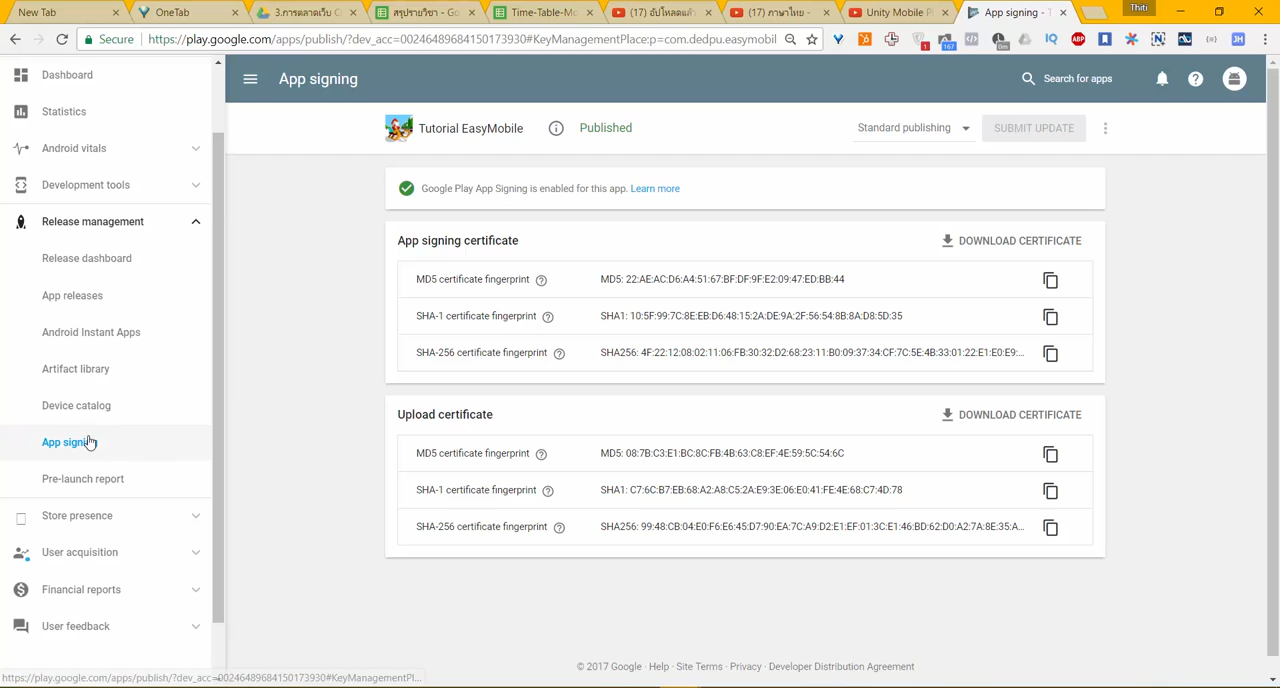 New Tab
OneTab
3.การตลาดเว็บ G
สรุปรายวิชา - Go
Time-Table-Mo
(17) อัปโหลดแล้ว
(17) ภาษาไทย -
Unity Mobile P
App signing - T
Thiti
Secure
https://play.google.com/apps/publish/?dev_acc=00246489684150173930#KeyManagementPlace:p=com.dedpu.easymobil
1
167
0m
IQ
ABP
JH
Dashboard
Statistics
Android vitals
Development tools
Release management
Release dashboard
App releases
Android Instant Apps
Artifact library
Device catalog
App signing
Pre-launch report
Store presence
User acquisition
Financial reports
User feedback
https://play.google.com/apps/publish/?dev_acc=00246489684150173930#KeyManagementPl...
App signing
Search for apps
Tutorial EasyMobile
Published
Standard publishing
SUBMIT UPDATE
Google Play App Signing is enabled for this app. Learn more
App signing certificate
DOWNLOAD CERTIFICATE
MD5 certificate fingerprint MD5: 22:AE:AC:D6:A4:51:67:BF:DF:9F:E2:09:47:ED:BB:44
SHA-1 certificate fingerprint SHA1: 10:5F:99:7C:8E:EB:D6:48:15:2A:DE:9A:2F:56:54:8B:8A:D8:5D:35
SHA-256 certificate fingerprint SHA256: 4F:22:12:08:02:11:06:FB:30:32:D2:68:23:11:B0:09:37:34:CF:7C:5E:4B:33:01:22:E1:E0:E9:...
Upload certificate
DOWNLOAD CERTIFICATE
MD5 certificate fingerprint MD5: 08:7B:C3:E1:BC:8C:FB:4B:63:C8:EF:4E:59:5C:54:6C
SHA-1 certificate fingerprint SHA1: C7:6C:B7:EB:68:A2:A8:C5:2A:E9:3E:06:E0:41:FE:4E:68:C7:4D:78
SHA-256 certificate fingerprint SHA256: 99:48:CB:04:E0:F6:E6:45:D7:90:EA:7C:A9:D2:E1:EF:01:3C:E1:46:BD:62:D0:A2:7A:8E:35:A...
© 2017 Google · Help · Site Terms · Privacy · Developer Distribution Agreement